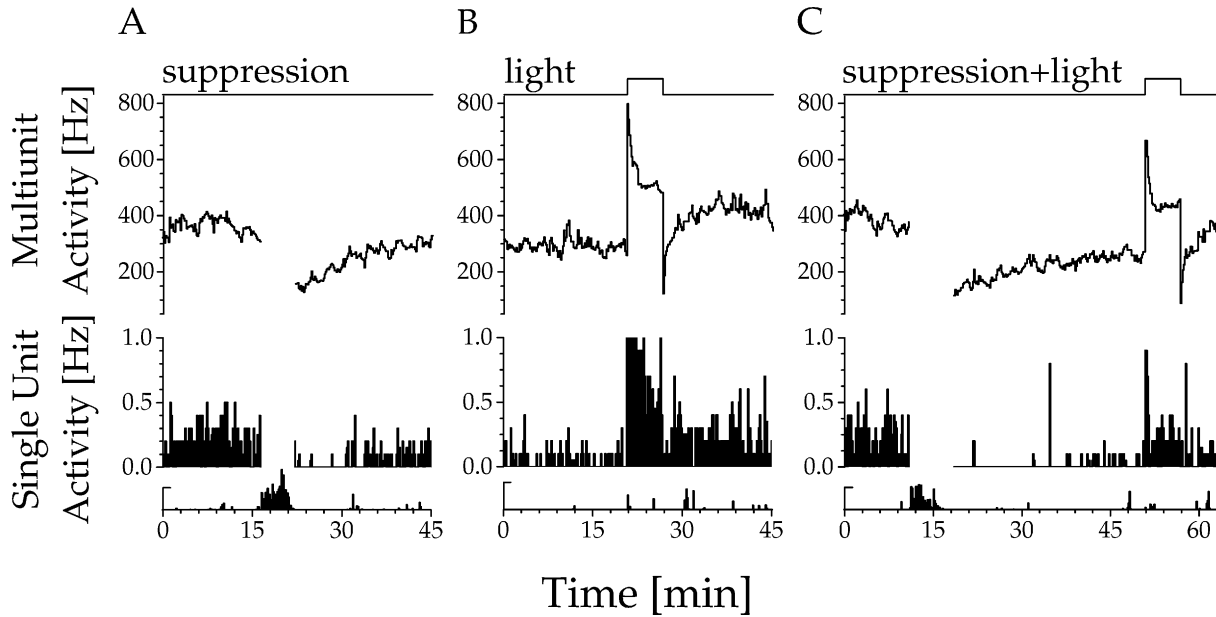 A
B
C
suppression
light
suppression+light
Multiunit
Activity [Hz]
800
600
400
200
800
600
400
200
800
600
400
200
Single Unit
Activity [Hz]
1.0
0.5
0.0
1.0
0.5
0.0
1.0
0.5
0.0
0 15 30 45
0 15 30 45
0 15 30 45 60
Time [min]